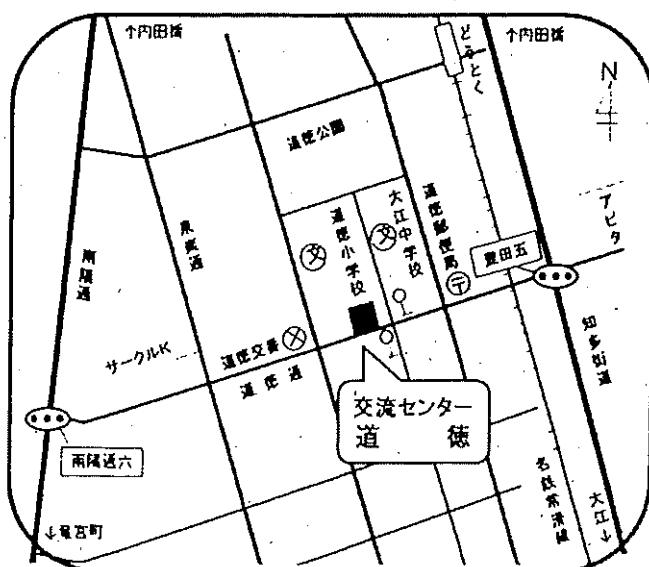 ↑内田橋
どうとく
↑内田橋
N
道徳公園
アピタ
東海通
道徳小学校
大江中学校
道徳郵便局
豊田五
南陽通
文
文
〒
サークルK
道徳交番
道徳通
知多街道
交流センター
道徳
南陽通六
名鉄常滑線
大江↓
↓竜宮町